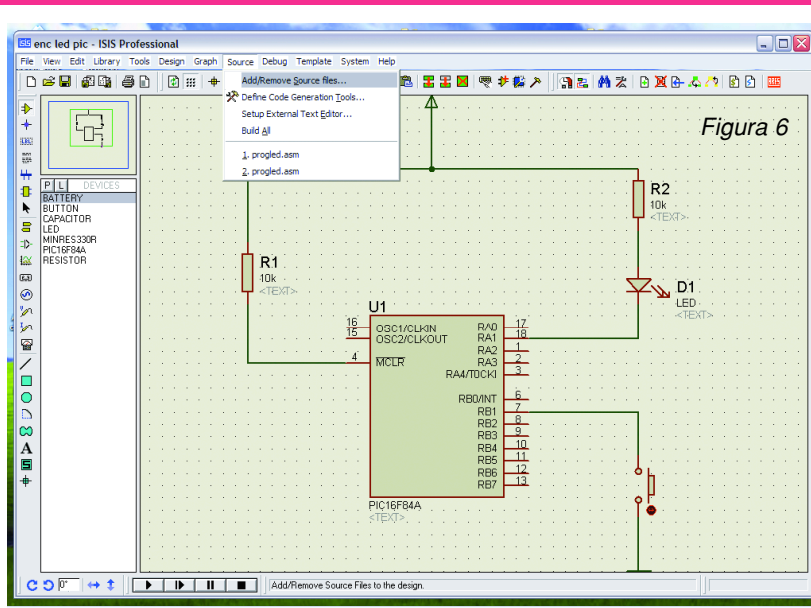 ISIS enc led pic - ISIS Professional
File View Edit Library Tools Design Graph Source Debug Template System Help
Add/Remove Source files...
Define Code Generation Tools...
Setup External Text Editor...
Build All
1. progled.asm
2. progled.asm
Figura 6
P L DEVICES
BATTERY
BUTTON
CAPACITOR
LED
MINRES330R
PIC16F84A
RESISTOR
R2
10k
<TEXT>
R1
10k
<TEXT>
D1
LED
<TEXT>
U1
16 OSC1/CLKIN RA0 17
15 OSC2/CLKOUT RA1 18
RA2 1
4 MCLR RA3 2
RA4/T0CKI 3
RB0/INT 6
RB1 7
RB2 8
RB3 9
RB4 10
RB5 11
RB6 12
RB7 13
PIC16F84A
<TEXT>
A
0°
Add/Remove Source Files to the design.